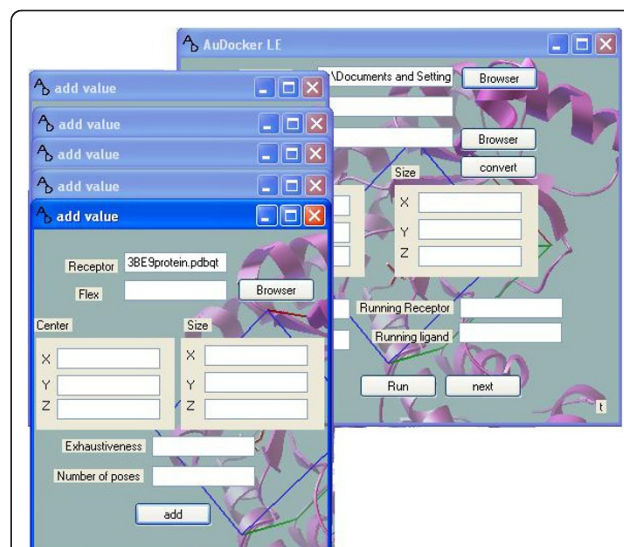 AuDocker LE
\Documents and Setting
Browser
Browser
convert
Size
X
Y
Z
Running Receptor
Running ligand
Run
next
t
add value
add value
add value
add value
add value
Receptor
3BE9protein.pdbqt
Flex
Browser
Center
Size
X
X
Y
Y
Z
Z
Exhaustiveness
Number of poses
add